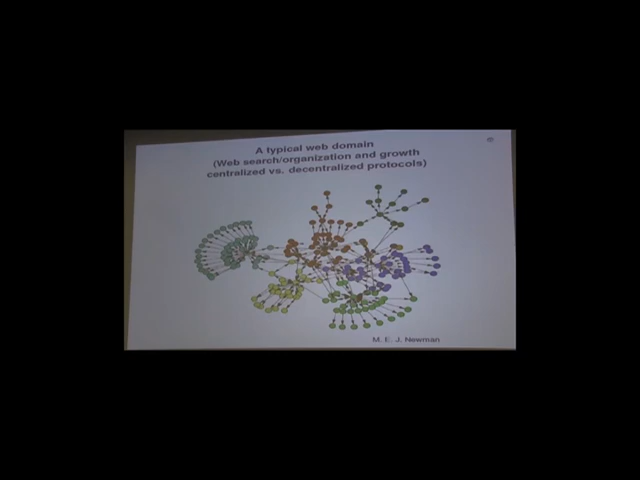 A typical web domain
(Web search/organization and growth
centralized vs. decentralized protocols)
M. E. J. Newman